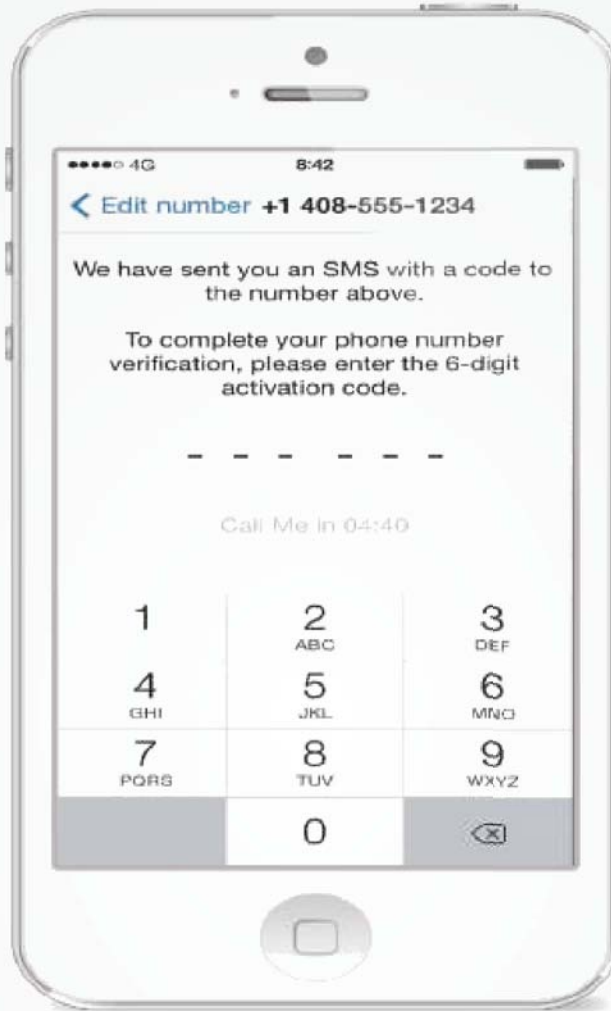 4G 8:42
Edit number +1 408-555-1234
We have sent you an SMS with a code to
the number above.
To complete your phone number
verification, please enter the 6-digit
activation code.
- - - - - -
Call Me in 04:40
1 2 3
ABC DEF
4 5 6
GHI JKL MNO
7 8 9
PQRS TUV WXYZ
0